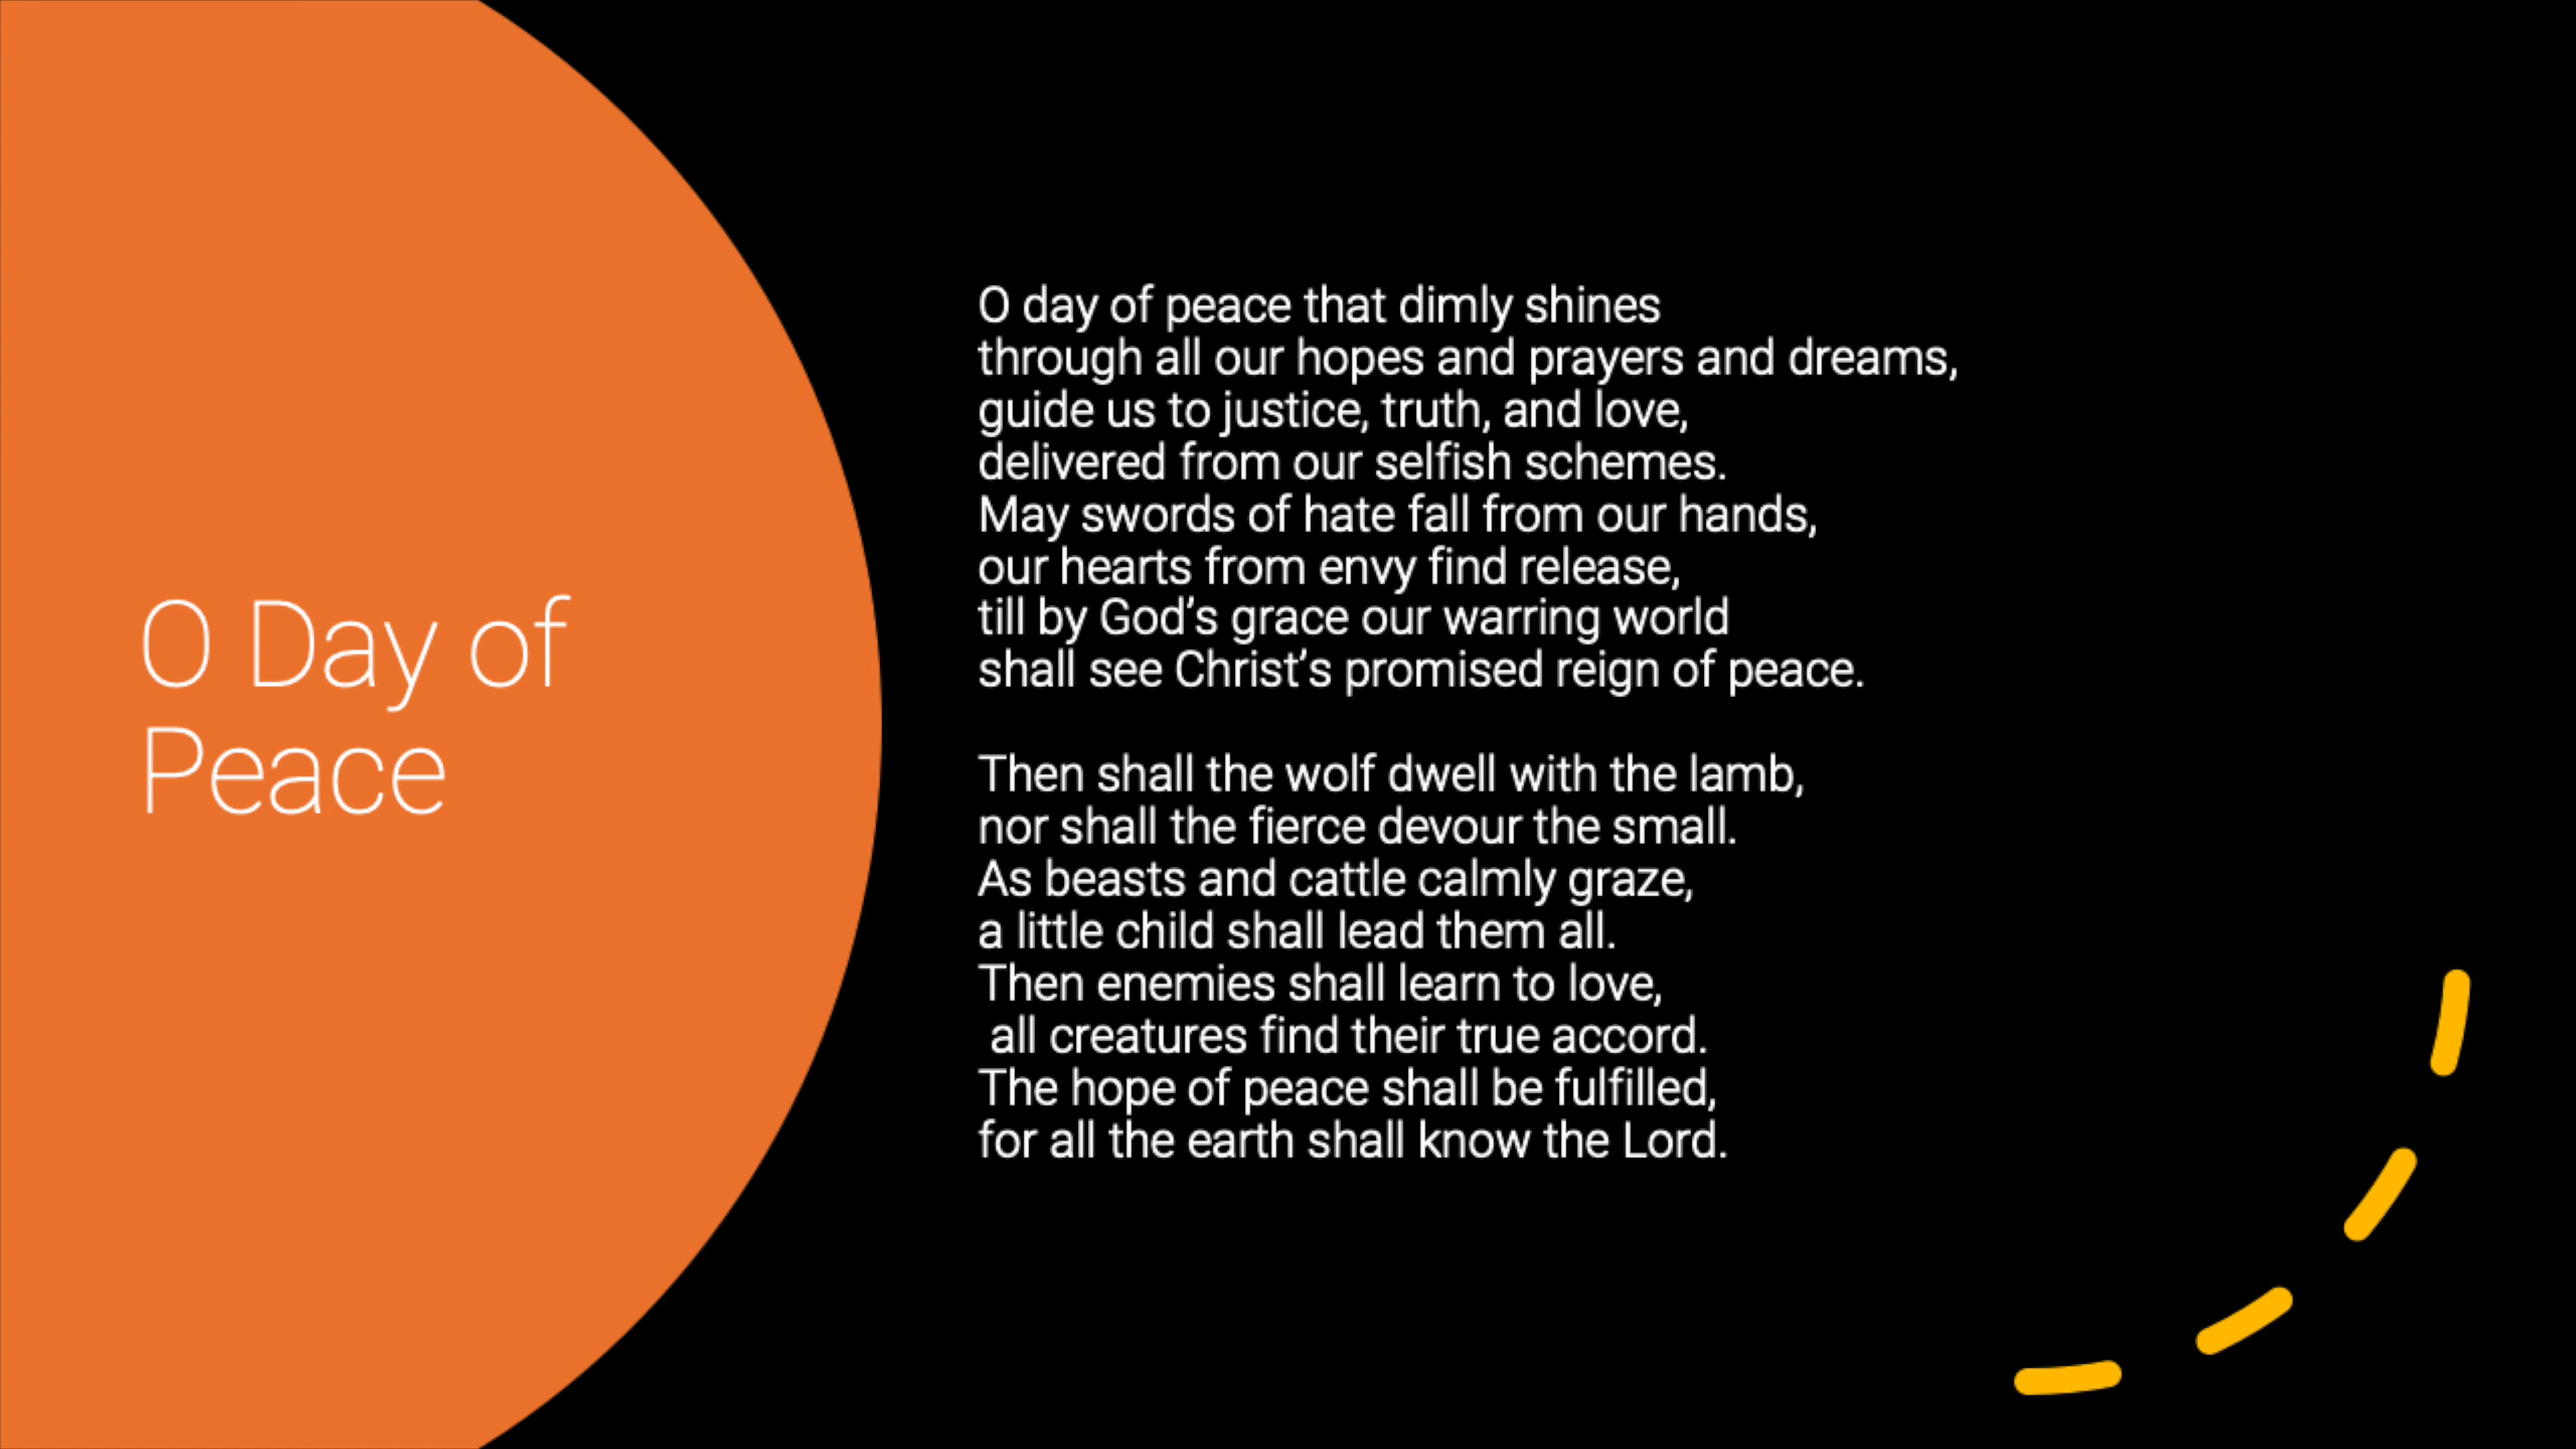 O Day of
Peace
O day of peace that dimly shines
through all our hopes and prayers and dreams,
guide us to justice, truth, and love,
delivered from our selfish schemes.
May swords of hate fall from our hands,
our hearts from envy find release,
till by God’s grace our warring world
shall see Christ’s promised reign of peace.

Then shall the wolf dwell with the lamb,
nor shall the fierce devour the small.
As beasts and cattle calmly graze,
a little child shall lead them all.
Then enemies shall learn to love,
all creatures find their true accord.
The hope of peace shall be fulfilled,
for all the earth shall know the Lord.